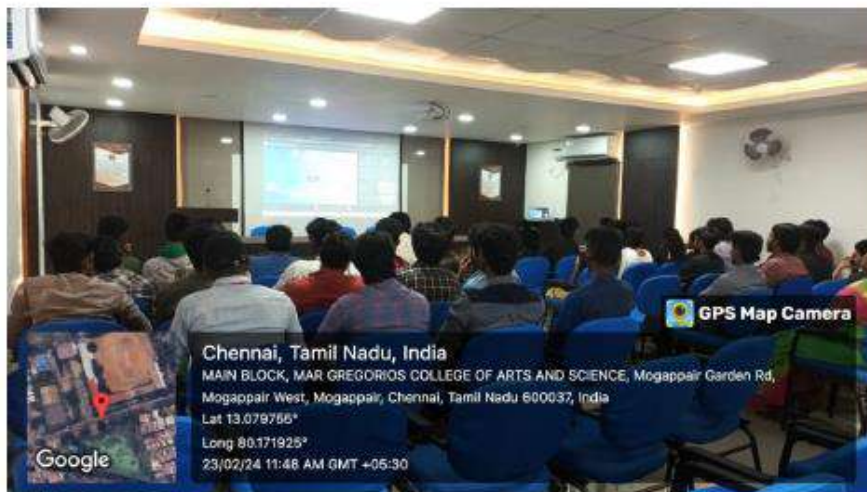 GPS Map Camera
Chennai, Tamil Nadu, India
MAIN BLOCK, MAR GREGORIOS COLLEGE OF ARTS AND SCIENCE, Mogappair Garden Rd,
Mogappair West, Mogappair, Chennai, Tamil Nadu 600037, India
Lat 13.079755°
Long 80.171925°
23/02/24 11:48 AM GMT +05:30
Google